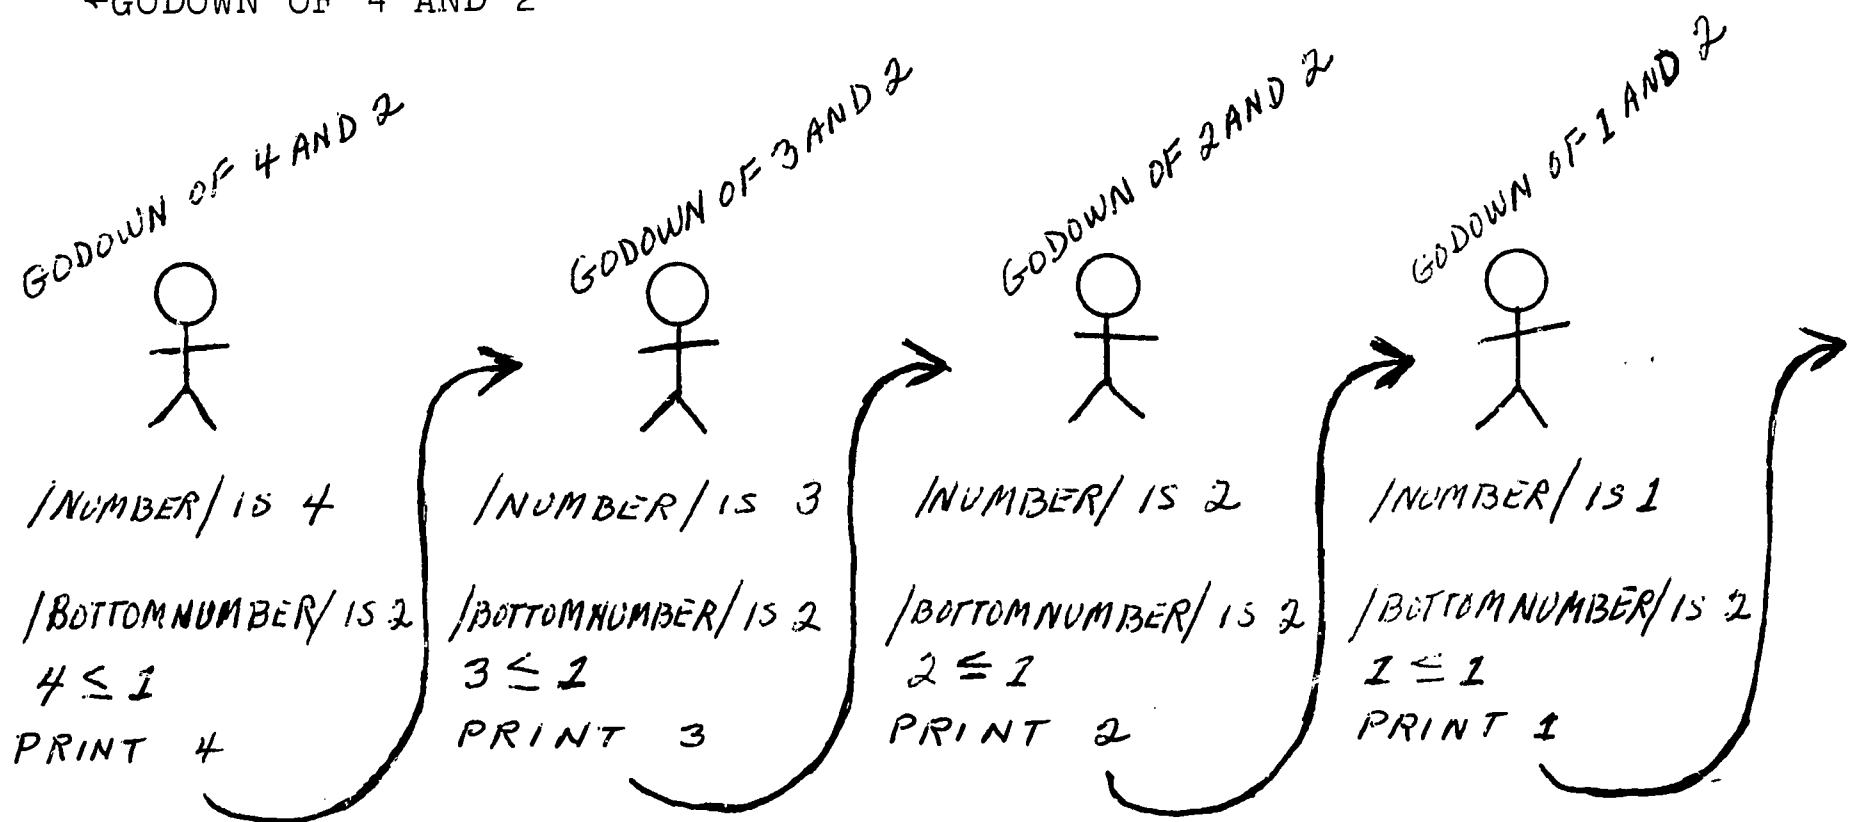 ←GODOWN OF 4 AND 2
GODOWN OF 4 AND 2
GODOWN OF 3 AND 2
GODOWN OF 2 AND 2
GODOWN OF 1 AND 2
/NUMBER/ IS 4
/NUMBER/ IS 3
/NUMBER/ IS 2
/NUMBER/ IS 1
/BOTTOMNUMBER/ IS 2
/BOTTOMNUMBER/ IS 2
/BOTTOMNUMBER/ IS 2
/BOTTOMNUMBER/ IS 2
4 ≤ 1
3 ≤ 1
2 ≤ 1
1 ≤ 1
PRINT 4
PRINT 3
PRINT 2
PRINT 1